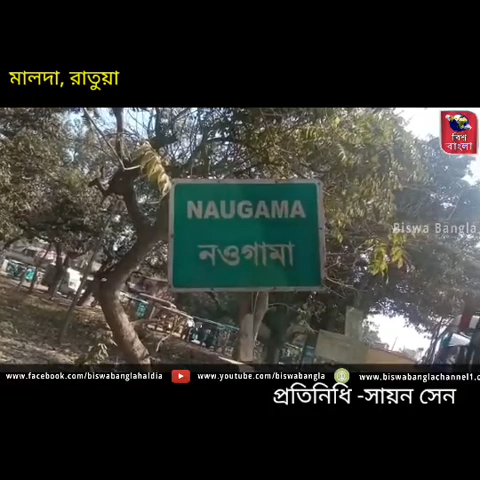 মালদা, রাতুয়া
বিশ্ব
বাংলা
NAUGAMA
নওগামা
Biswa Bangla
www.facebook.com/biswabanglahaldia
www.youtube.com/biswabangla
www.biswabanglachannel1.c
প্রতিনিধি -সায়ন সেন